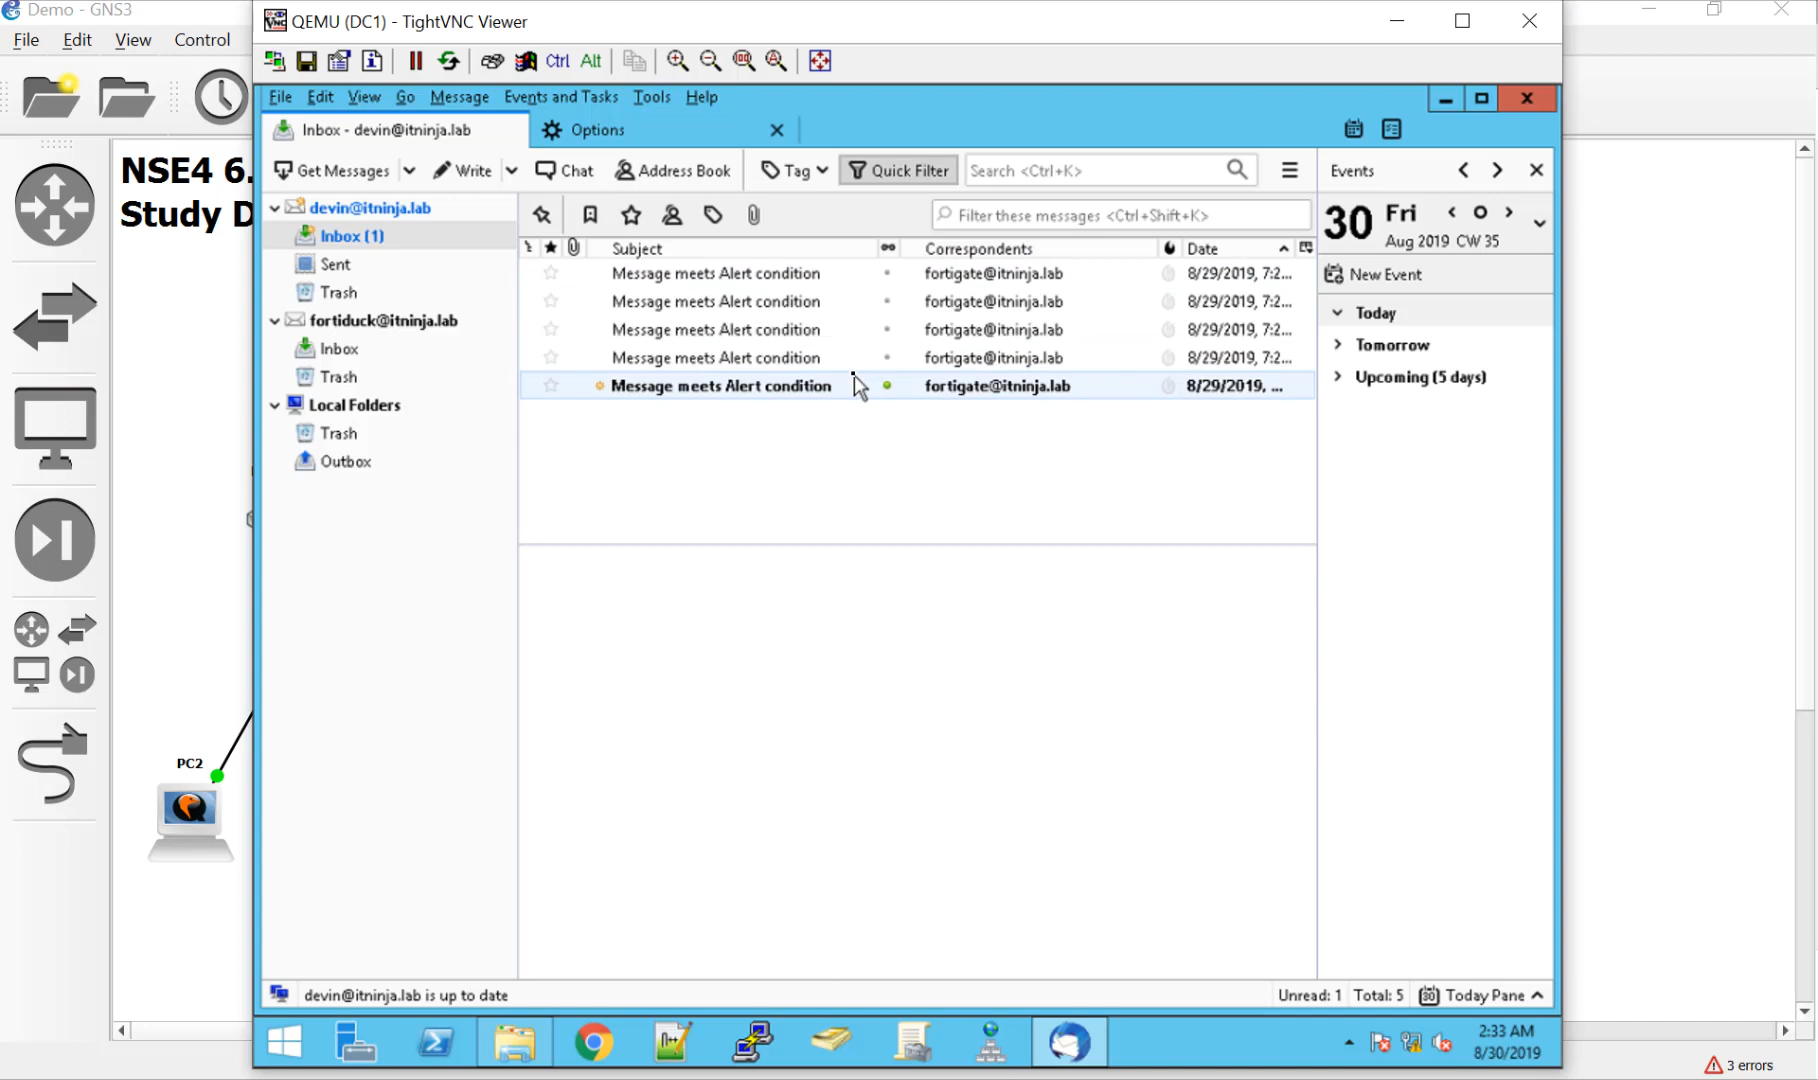 Demo - GNS3
File Edit View Control
QEMU (DC1) - TightVNC Viewer
Ctrl Alt
File Edit View Go Message Events and Tasks Tools Help
Inbox - devin@itninja.lab
Options
Get Messages Write Chat Address Book Tag Quick Filter Search <Ctrl+K>
Events
NSE4 6.
Study D
Filter these messages <Ctrl+Shift+K>
30 Fri
Aug 2019 CW 35
New Event
Today
Tomorrow
Upcoming (5 days)
devin@itninja.lab
Inbox (1)
Sent
Trash
fortiduck@itninja.lab
Inbox
Trash
Local Folders
Trash
Outbox
Subject Correspondents Date
Message meets Alert condition fortigate@itninja.lab 8/29/2019, 7:2...
Message meets Alert condition fortigate@itninja.lab 8/29/2019, 7:2...
Message meets Alert condition fortigate@itninja.lab 8/29/2019, 7:2...
Message meets Alert condition fortigate@itninja.lab 8/29/2019, 7:2...
Message meets Alert condition fortigate@itninja.lab 8/29/2019, ...
PC2
devin@itninja.lab is up to date
Unread: 1 Total: 5 30 Today Pane
2:33 AM
8/30/2019
3 errors